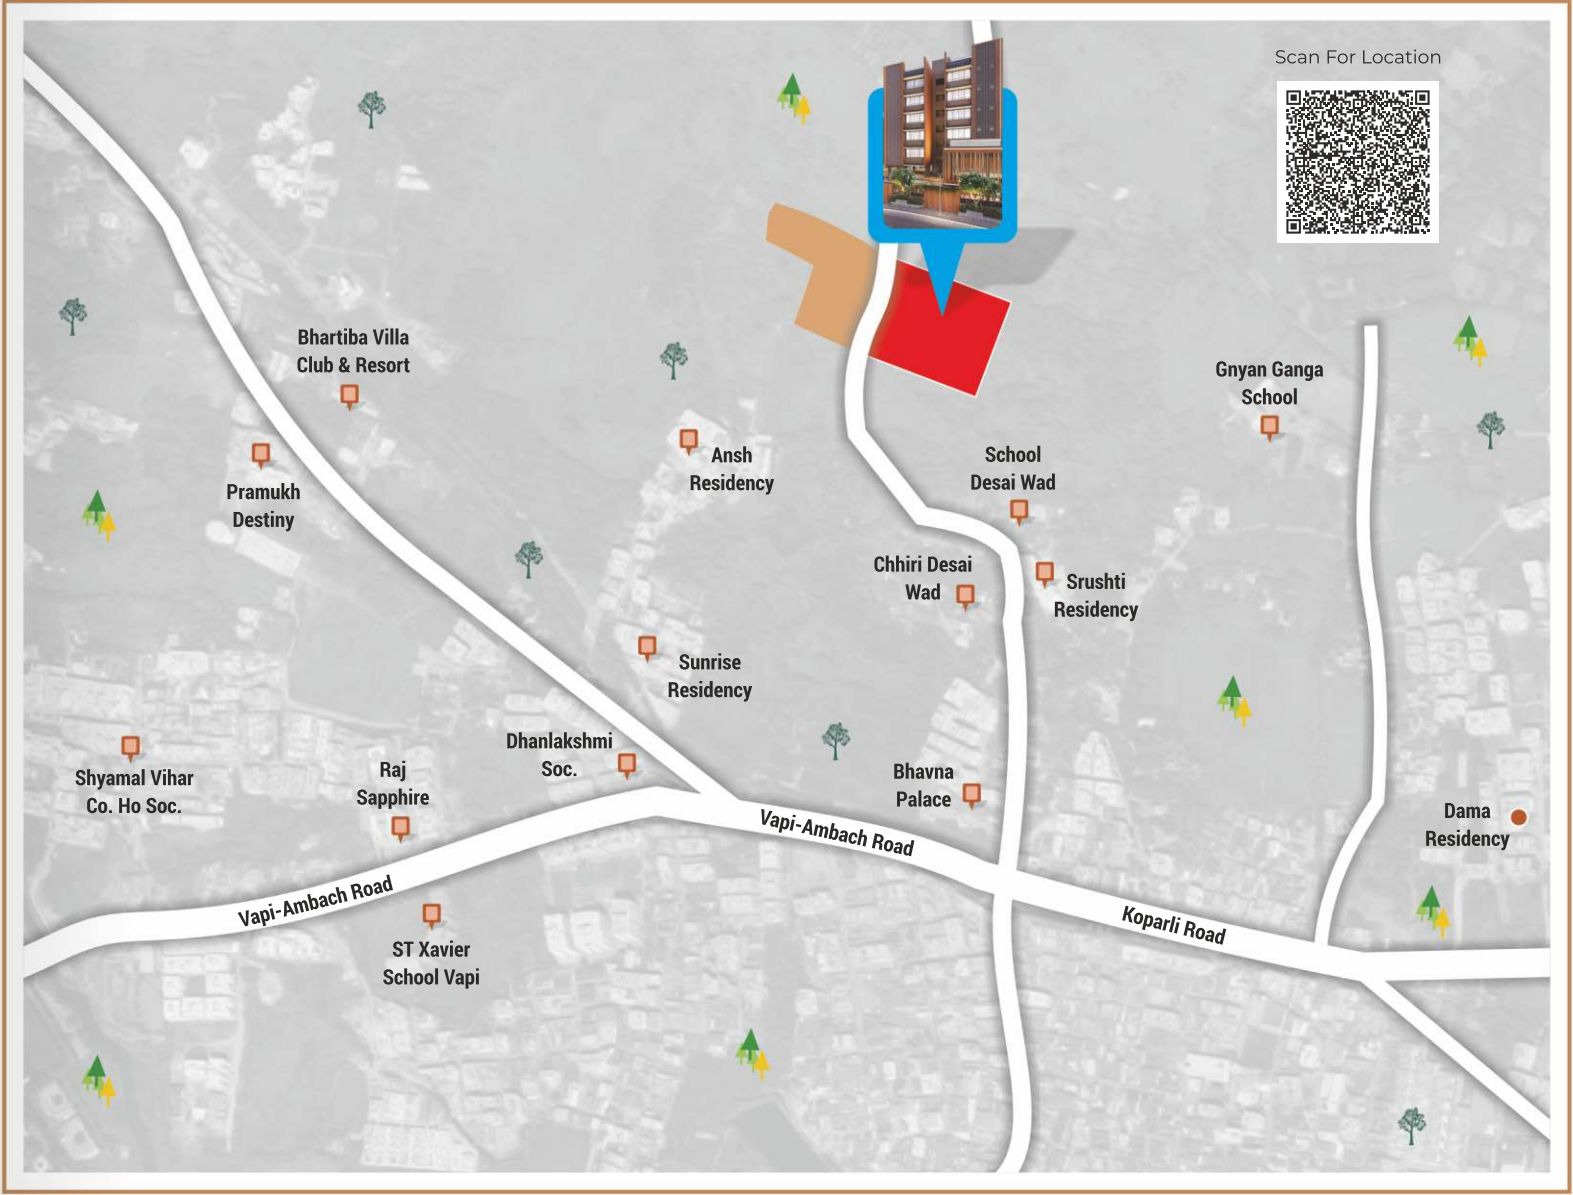 Scan For Location
Bhartiba Villa
Club & Resort
Pramukh
Destiny
Ansh
Residency
School
Desai Wad
Gnyan Ganga
School
Chhiri Desai
Wad
Srushti
Residency
Sunrise
Residency
Dhanlakshmi
Soc.
Shyamal Vihar
Co. Ho Soc.
Raj
Sapphire
Bhavna
Palace
Dama
Residency
Vapi-Ambach Road
Vapi-Ambach Road
Koparli Road
ST Xavier
School Vapi